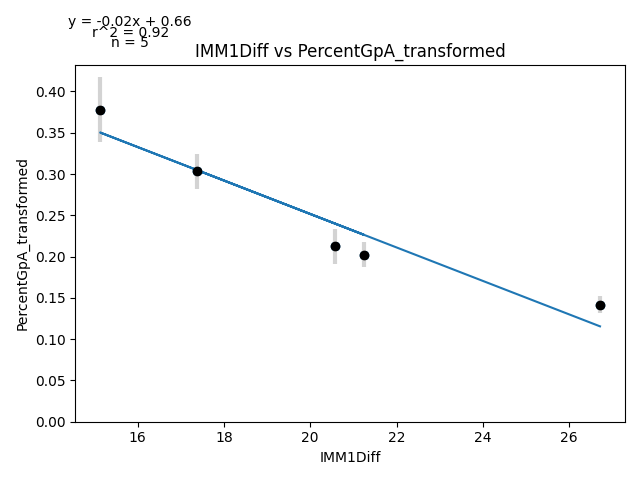 y = -0.02x + 0.66
r^2 = 0.92
n = 5
IMM1Diff vs PercentGpA_transformed
PercentGpA_transformed
0.40
0.35
0.30
0.25
0.20
0.15
0.10
0.05
0.00
16 18 20 22 24 26
IMM1Diff